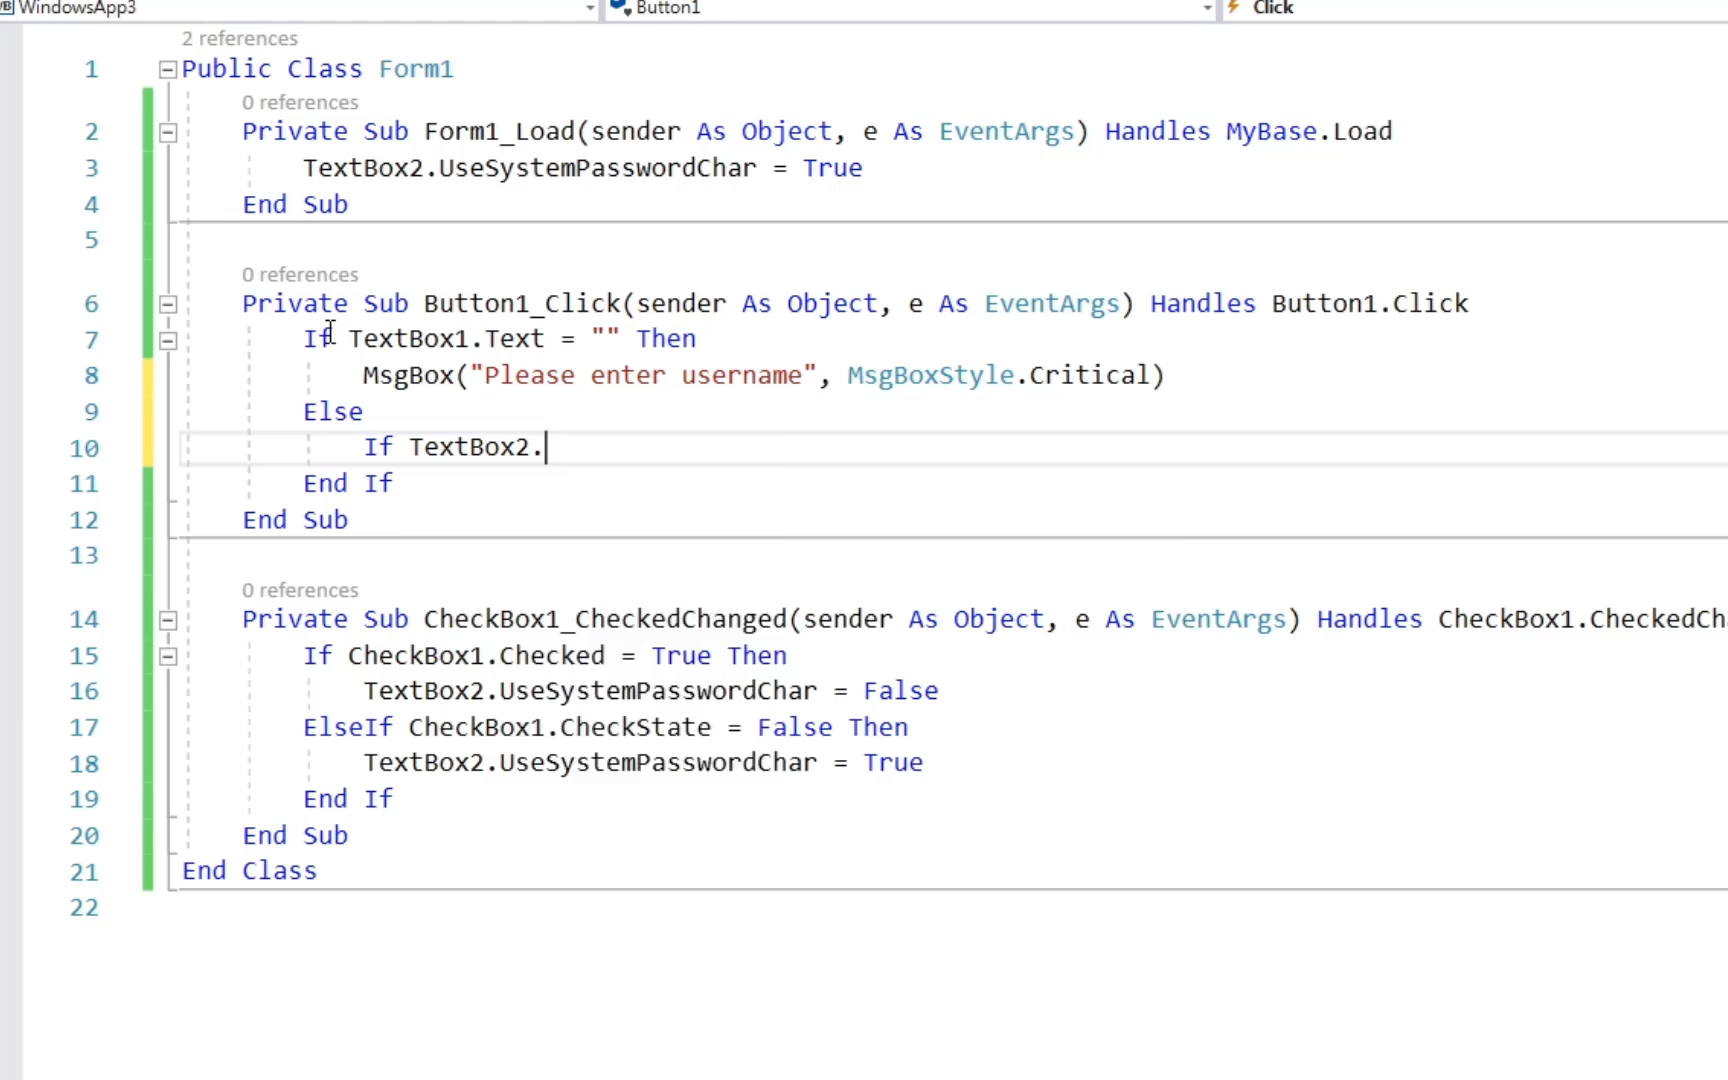 WindowsApp3 Button1 Click
2 references
1 Public Class Form1
0 references
2 Private Sub Form1_Load(sender As Object, e As EventArgs) Handles MyBase.Load
3 TextBox2.UseSystemPasswordChar = True
4 End Sub
5
0 references
6 Private Sub Button1_Click(sender As Object, e As EventArgs) Handles Button1.Click
7 If TextBox1.Text = "" Then
8 MsgBox("Please enter username", MsgBoxStyle.Critical)
9 Else
10 If TextBox2.
11 End If
12 End Sub
13
0 references
14 Private Sub CheckBox1_CheckedChanged(sender As Object, e As EventArgs) Handles CheckBox1.CheckedCh
15 If CheckBox1.Checked = True Then
16 TextBox2.UseSystemPasswordChar = False
17 ElseIf CheckBox1.CheckState = False Then
18 TextBox2.UseSystemPasswordChar = True
19 End If
20 End Sub
21 End Class
22